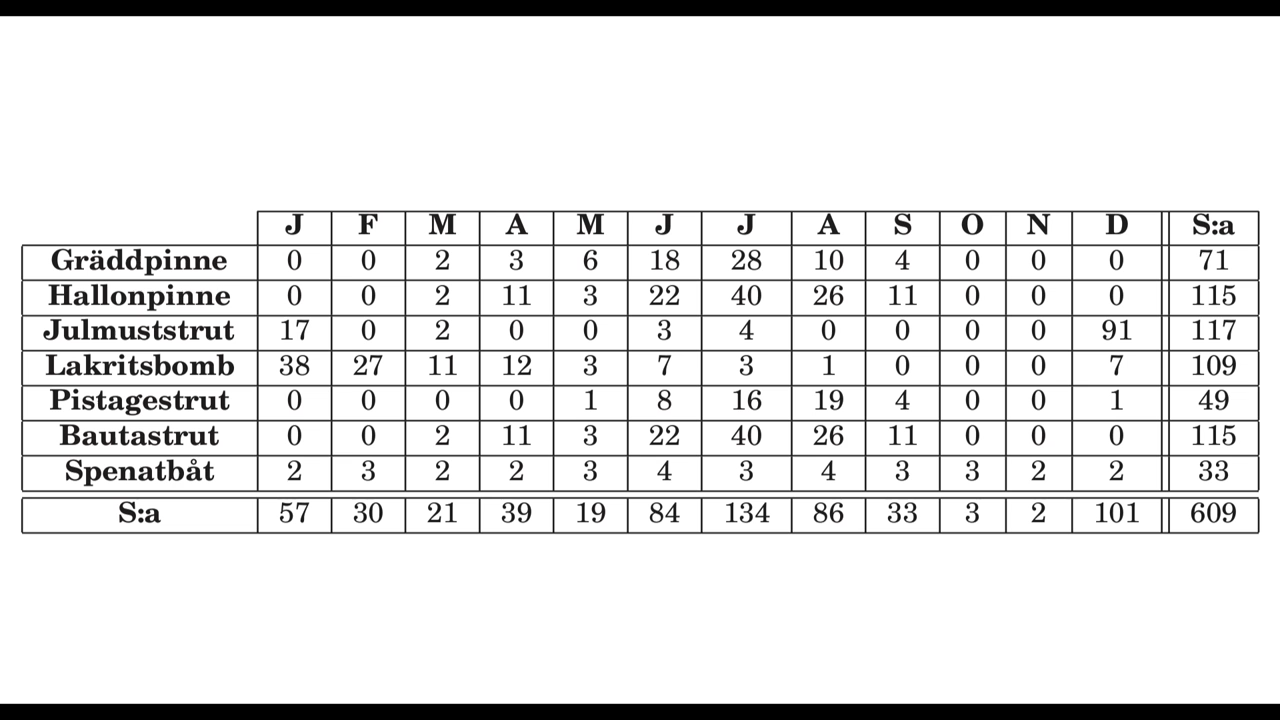 J F M A M J J A S O N D S:a
Gräddpinne 0 0 2 3 6 18 28 10 4 0 0 0 71
Hallonpinne 0 0 2 11 3 22 40 26 11 0 0 0 115
Julmuststrut 17 0 2 0 0 3 4 0 0 0 0 91 117
Lakritsbomb 38 27 11 12 3 7 3 1 0 0 0 7 109
Pistagestrut 0 0 0 0 1 8 16 19 4 0 0 1 49
Bautastrut 0 0 2 11 3 22 40 26 11 0 0 0 115
Spenatbåt 2 3 2 2 3 4 3 4 3 3 2 2 33
S:a 57 30 21 39 19 84 134 86 33 3 2 101 609